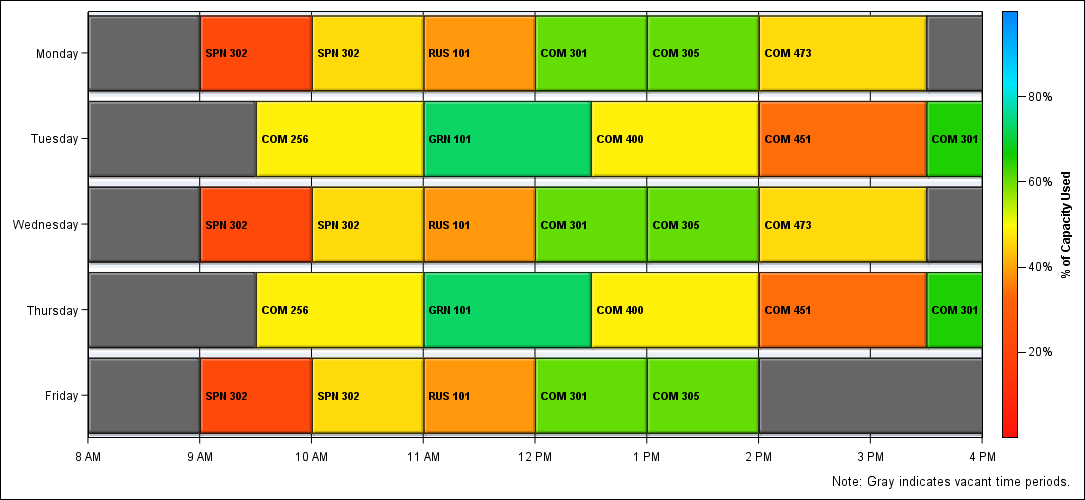 Monday SPN 302 SPN 302 RUS 101 COM 301 COM 305 COM 473
80%
Tuesday COM 256 GRN 101 COM 400 COM 451 COM 301
60%
Wednesday SPN 302 SPN 302 RUS 101 COM 301 COM 305 COM 473
% of Capacity Used
40%
Thursday COM 256 GRN 101 COM 400 COM 451 COM 301
20%
Friday SPN 302 SPN 302 RUS 101 COM 301 COM 305
8 AM 9 AM 10 AM 11 AM 12 PM 1 PM 2 PM 3 PM 4 PM
Note: Gray indicates vacant time periods.